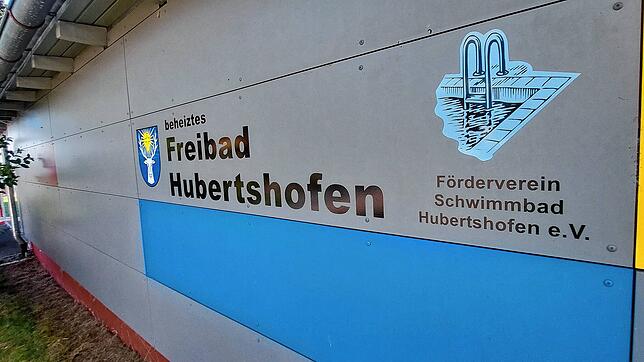 beheiztes
Freibad
Hubertshofen
Förderverein
Schwimmbad
Hubertshofen e.V.